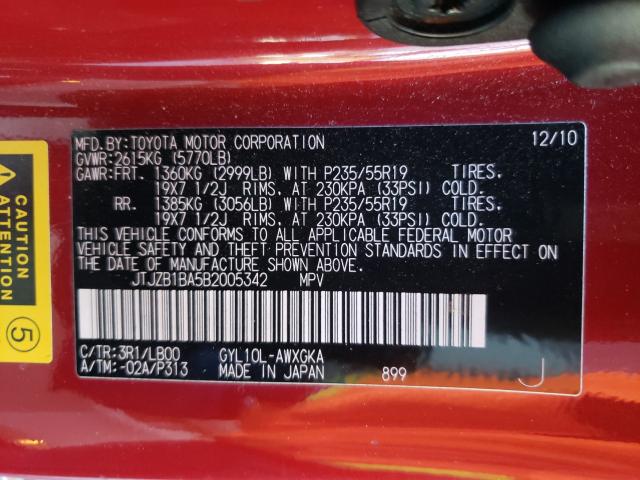 MFD.BY:TOYOTA MOTOR CORPORATION 12/10
GVWR:2615KG (5770LB)
GAWR:FRT. 1360KG (2999LB) WITH P235/55R19 TIRES.
19X7 1/2J RIMS. AT 230KPA (33PSI) COLD.
RR. 1385KG (3056LB) WITH P235/55R19 TIRES.
19X7 1/2J RIMS. AT 230KPA (33PSI) COLD.
THIS VEHICLE CONFORMS TO ALL APPLICABLE FEDERAL MOTOR
VEHICLE SAFETY AND THEFT PREVENTION STANDARDS IN EFFECT ON
THE DATE OF MANUFACTURE SHOWN ABOVE.
JTJZB1BA5B2005342 MPV
C/TR:3R1/LB00 GYL10L-AWXGKA
A/TM:-02A/P313 MADE IN JAPAN 899 J
CAUTION
ATTENTION
5